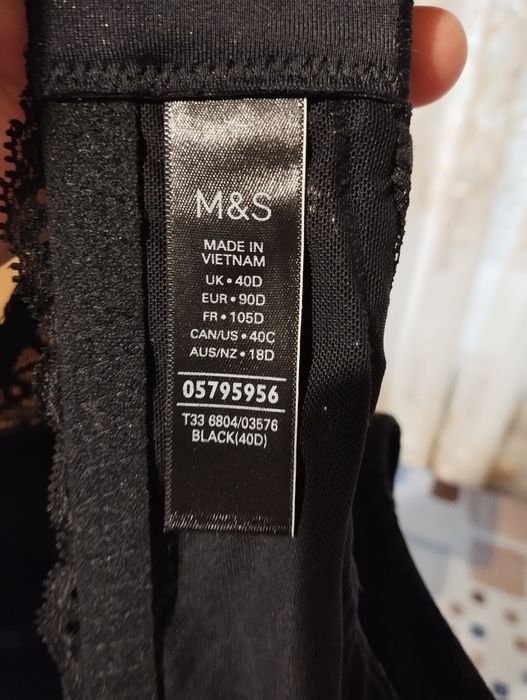 M&S
MADE IN
VIETNAM
UK • 40D
EUR • 90D
FR • 105D
CAN/US • 40C
AUS/NZ • 18D
05795956
T33 6804/03576
BLACK(40D)